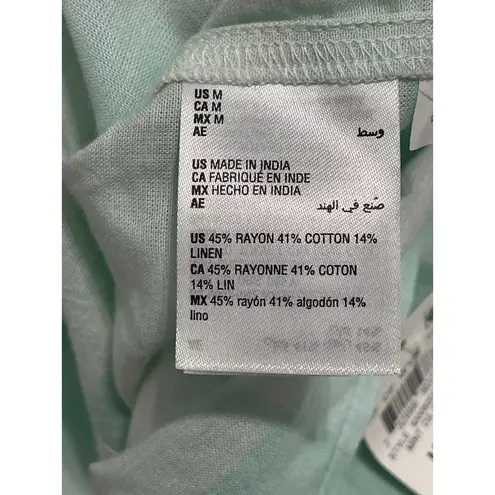 US M
CA M
MX M
AE وسط
US MADE IN INDIA
CA FABRIQUÉ EN INDE
MX HECHO EN INDIA
AE صُنع في الهند
US 45% RAYON 41% COTTON 14%
LINEN
CA 45% RAYONNE 41% COTON
14% LIN
MX 45% rayón 41% algodón 14%
lino